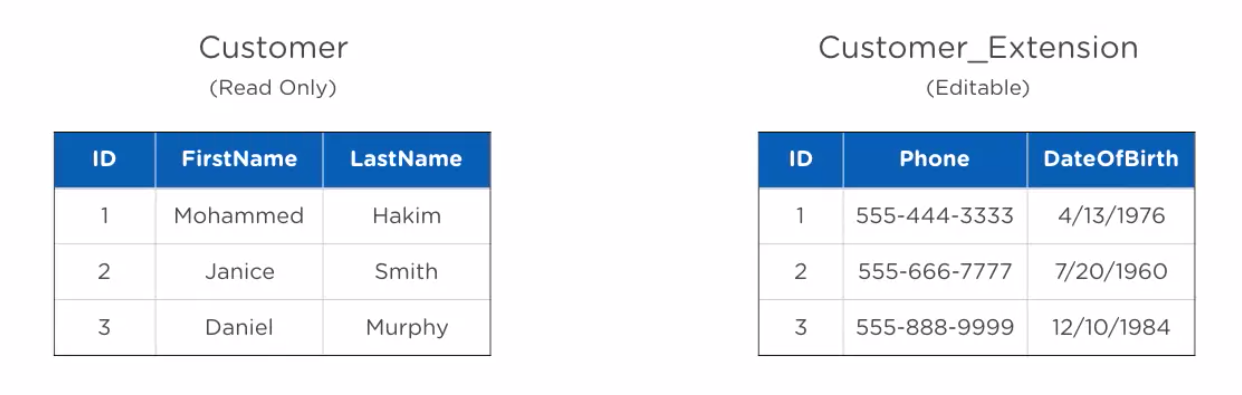 Customer
(Read Only)
ID FirstName LastName
1 Mohammed Hakim
2 Janice Smith
3 Daniel Murphy
Customer_Extension
(Editable)
ID Phone DateOfBirth
1 555-444-3333 4/13/1976
2 555-666-7777 7/20/1960
3 555-888-9999 12/10/1984